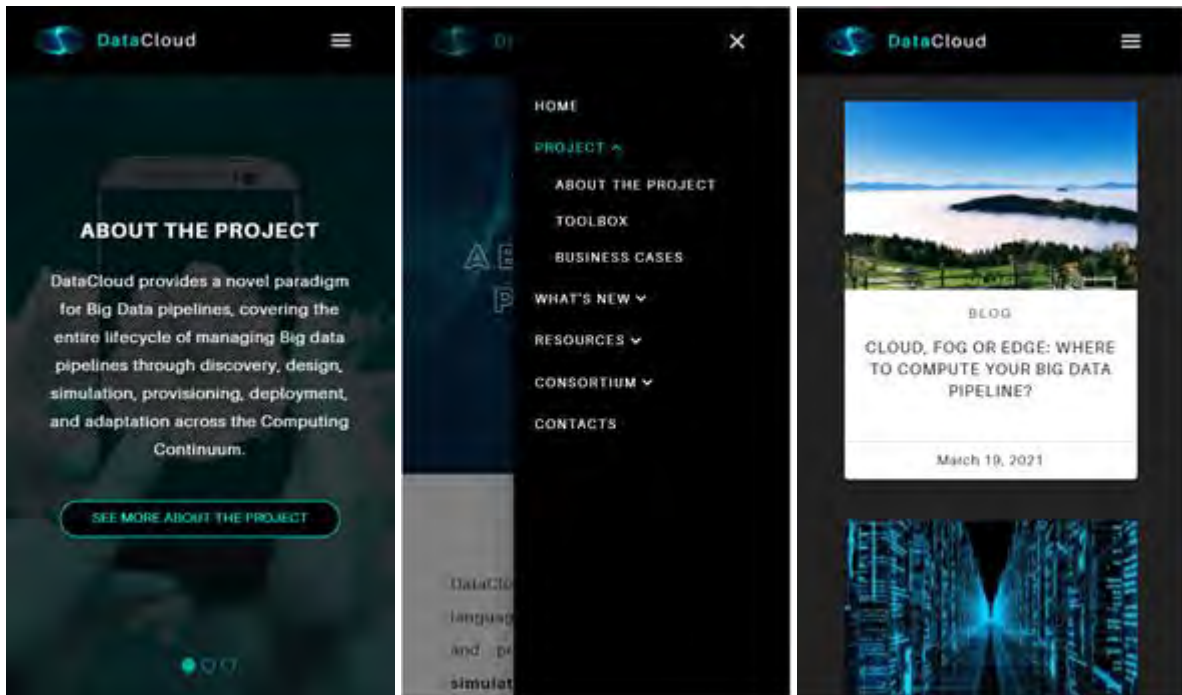 DataCloud
ABOUT THE PROJECT
DataCloud provides a novel paradigm
for Big Data pipelines, covering the
entire lifecycle of managing Big data
pipelines through discovery, design,
simulation, provisioning, deployment,
and adaptation across the Computing
Continuum.
SEE MORE ABOUT THE PROJECT
HOME
PROJECT
ABOUT THE PROJECT
TOOLBOX
BUSINESS CASES
WHAT'S NEW
RESOURCES
CONSORTIUM
CONTACTS
and
DataCloud
BLOG
CLOUD, FOG OR EDGE: WHERE
TO COMPUTE YOUR BIG DATA
PIPELINE?
March 19, 2021